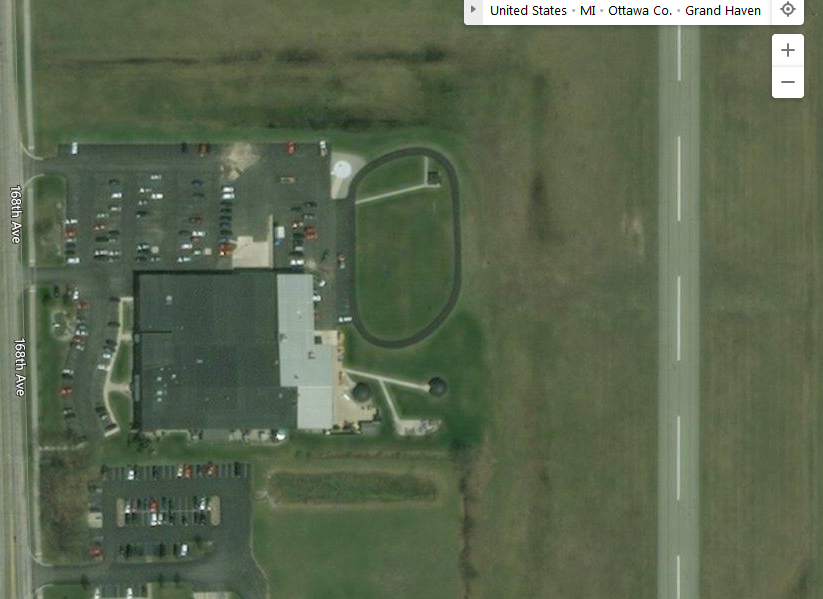 United States • MI • Ottawa Co. • Grand Haven
168th Ave
168th Ave